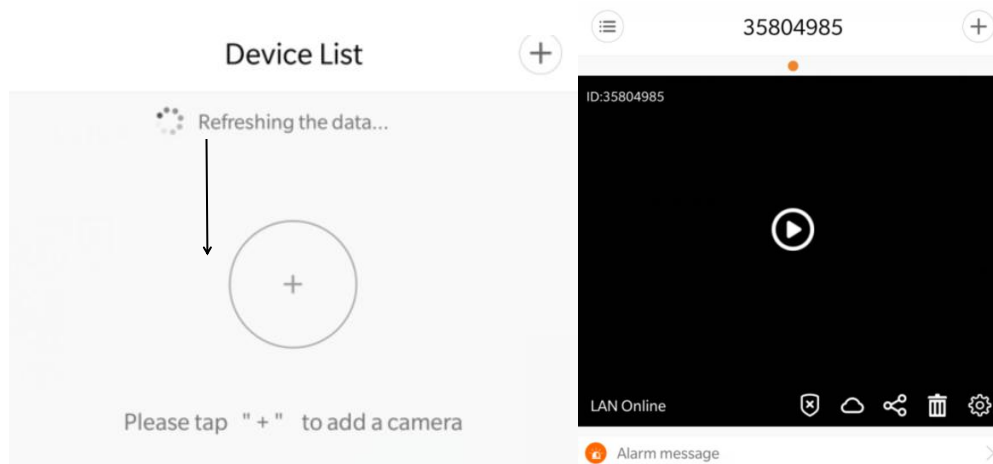 Device List
Refreshing the data...
Please tap "+" to add a camera
35804985
ID:35804985
LAN Online
Alarm message